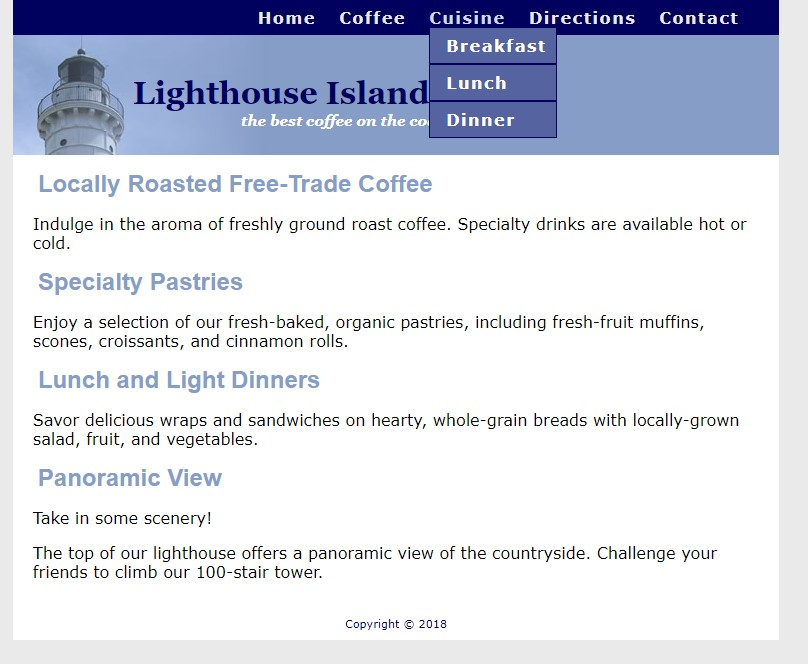 Home Coffee Cuisine Directions Contact
Breakfast
Lunch
Dinner
Lighthouse Island
the best coffee on the
Locally Roasted Free-Trade Coffee
Indulge in the aroma of freshly ground roast coffee. Specialty drinks are available hot or
cold.
Specialty Pastries
Enjoy a selection of our fresh-baked, organic pastries, including fresh-fruit muffins,
scones, croissants, and cinnamon rolls.
Lunch and Light Dinners
Savor delicious wraps and sandwiches on hearty, whole-grain breads with locally-grown
salad, fruit, and vegetables.
Panoramic View
Take in some scenery!
The top of our lighthouse offers a panoramic view of the countryside. Challenge your
friends to climb our 100-stair tower.
Copyright © 2018